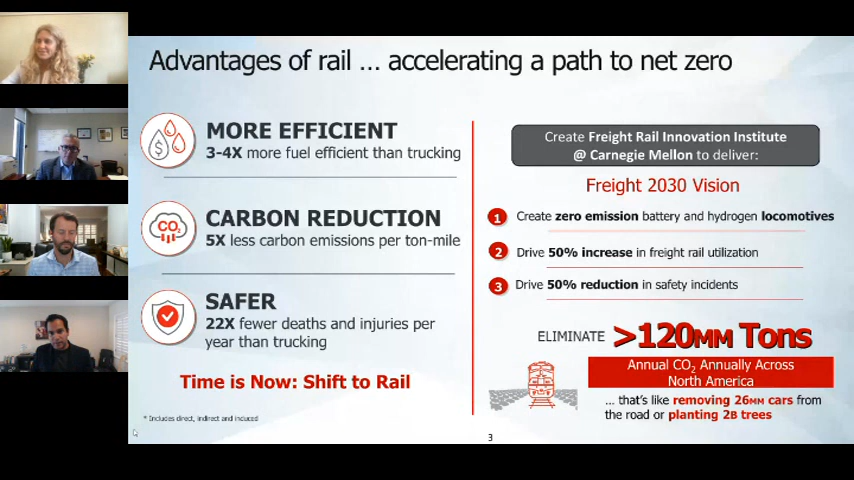 Advantages of rail ... accelerating a path to net zero
MORE EFFICIENT
3-4X more fuel efficient than trucking
CO2
CARBON REDUCTION
5X less carbon emissions per ton-mile
SAFER
22X fewer deaths and injuries per
year than trucking
Time is Now: Shift to Rail
* Includes direct, indirect and induced
Create Freight Rail Innovation Institute
@ Carnegie Mellon to deliver:
Freight 2030 Vision
1 Create zero emission battery and hydrogen locomotives
2 Drive 50% increase in freight rail utilization
3 Drive 50% reduction in safety incidents
ELIMINATE >120MM Tons
Annual CO2 Annually Across
North America
... that's like removing 26MM cars from
the road or planting 2B trees
3